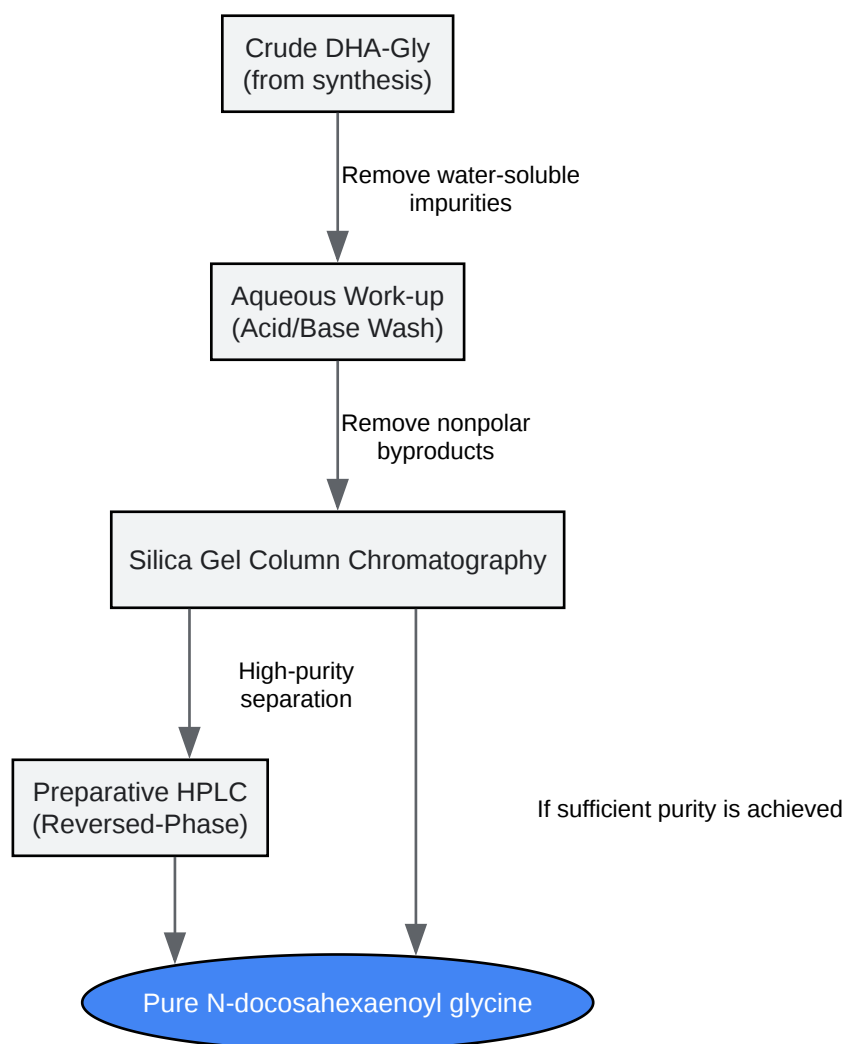 Crude DHA-Gly
(from synthesis)
Remove water-soluble
impurities
Aqueous Work-up
(Acid/Base Wash)
Remove nonpolar
byproducts
Silica Gel Column Chromatography
High-purity
separation
Preparative HPLC
(Reversed-Phase)
If sufficient purity is achieved
Pure N-docosahexaenoyl glycine